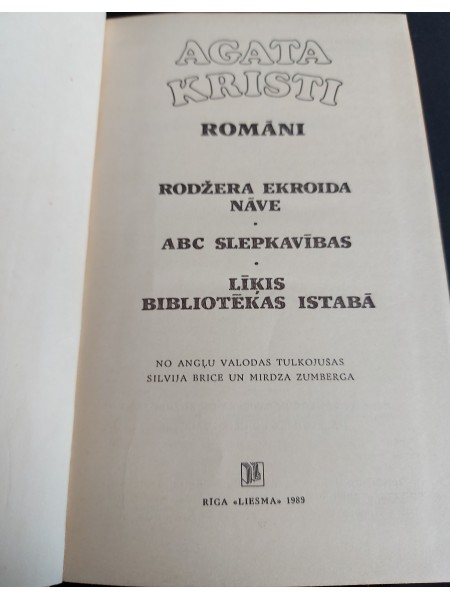 AGATA
KRISTI
ROMĀNI
RODŽERA EKROIDA
NĀVE
·
ABC SLEPKAVĪBAS
·
LĪĶIS
BIBLIOTĒKAS ISTABĀ
NO ANGĻU VALODAS TULKOJUŠAS
SILVIJA BRICE UN MIRDZA ZUMBERGA
RĪGA «LIESMA» 1989